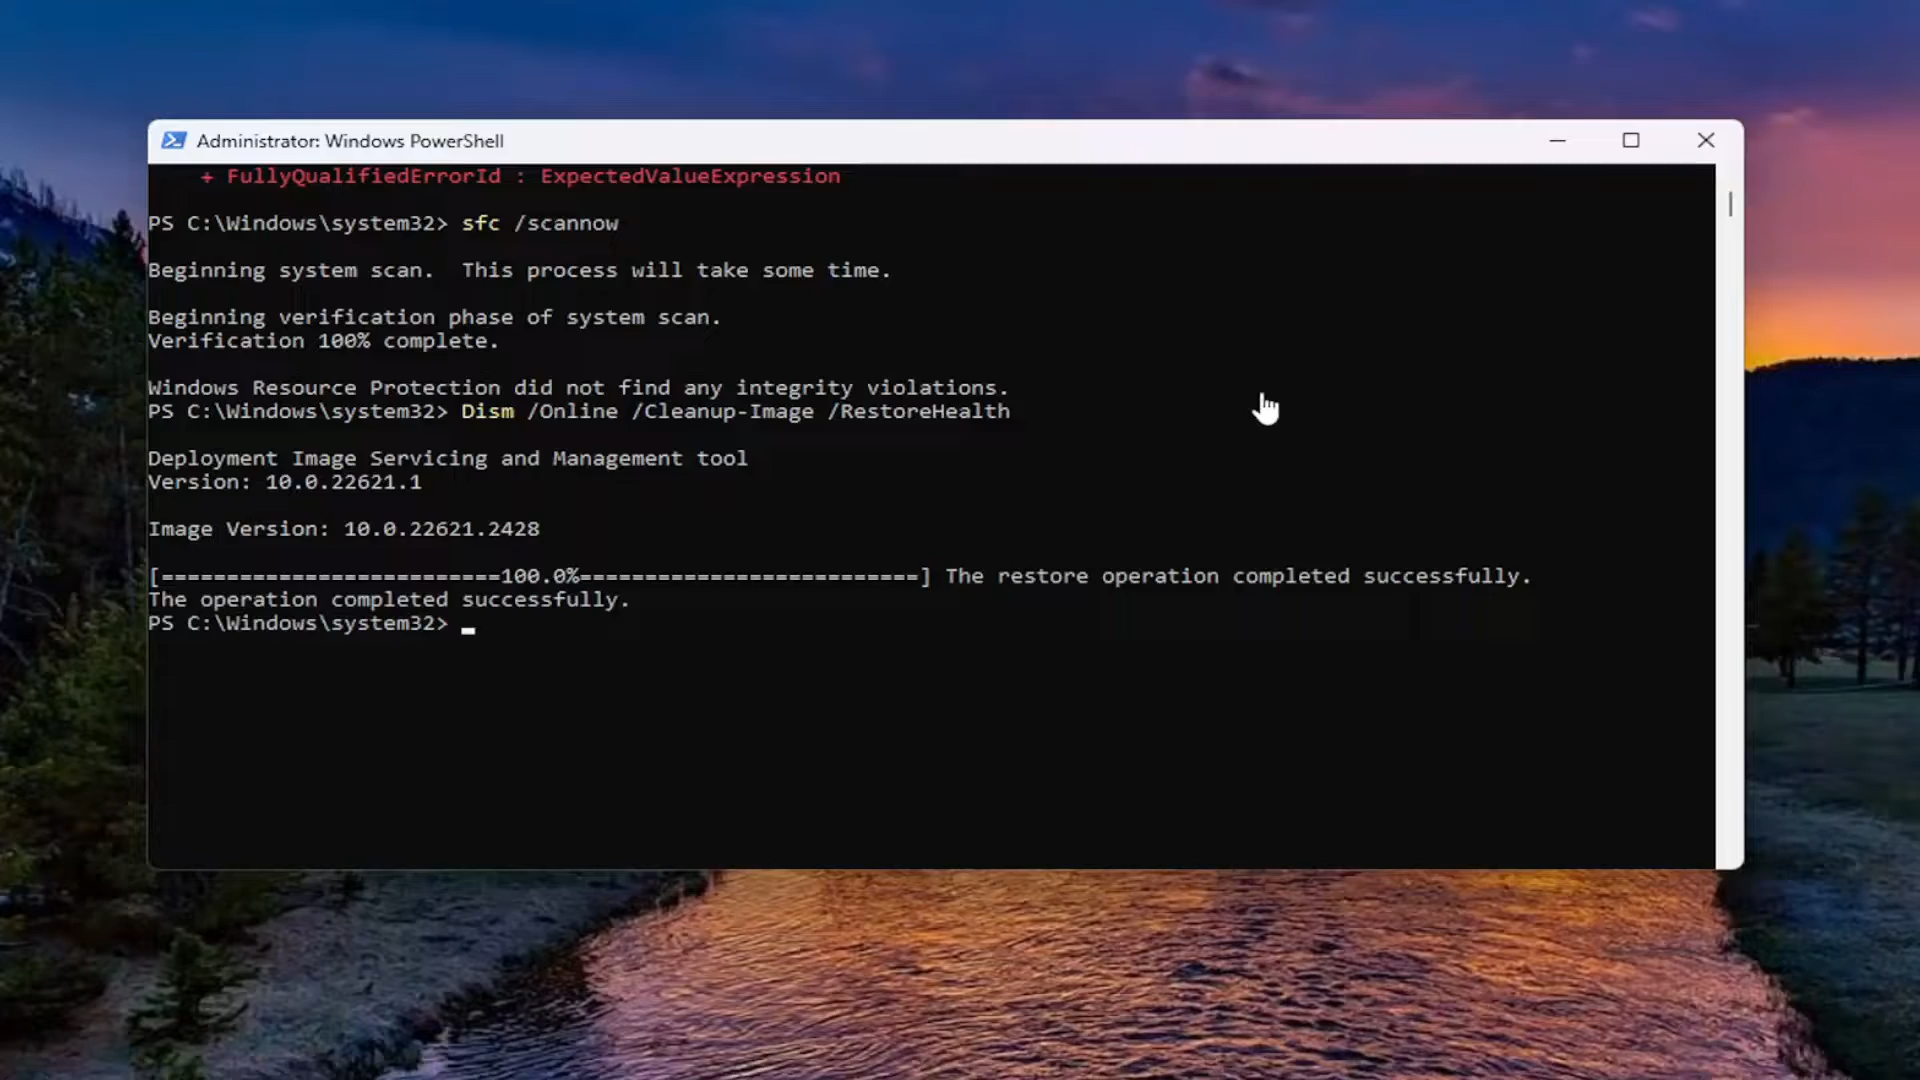 Administrator: Windows PowerShell
+ FullyQualifiedErrorId : ExpectedValueExpression
PS C:\Windows\system32> sfc /scannow
Beginning system scan.  This process will take some time.
Beginning verification phase of system scan.
Verification 100% complete.
Windows Resource Protection did not find any integrity violations.
PS C:\Windows\system32> Dism /Online /Cleanup-Image /RestoreHealth
Deployment Image Servicing and Management tool
Version: 10.0.22621.1
Image Version: 10.0.22621.2428
[==========================100.0%==========================] The restore operation completed successfully.
The operation completed successfully.
PS C:\Windows\system32>